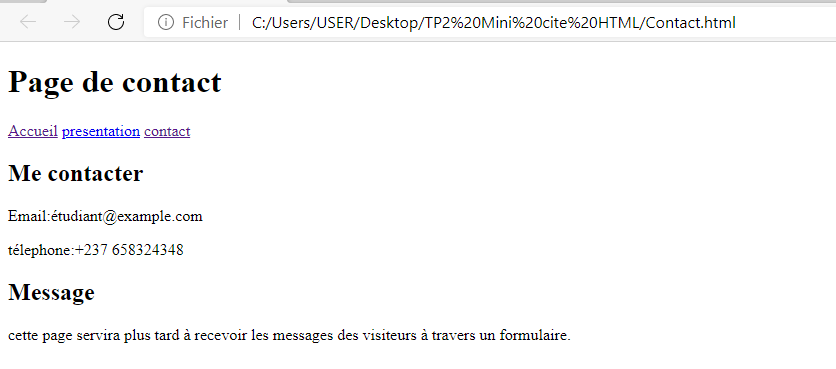 Fichier C:/Users/USER/Desktop/TP2%20Mini%20cite%20HTML/Contact.html
Page de contact
Accueil presentation contact
Me contacter
Email:étudiant@example.com
télephone:+237 658324348
Message
cette page servira plus tard à recevoir les messages des visiteurs à travers un formulaire.